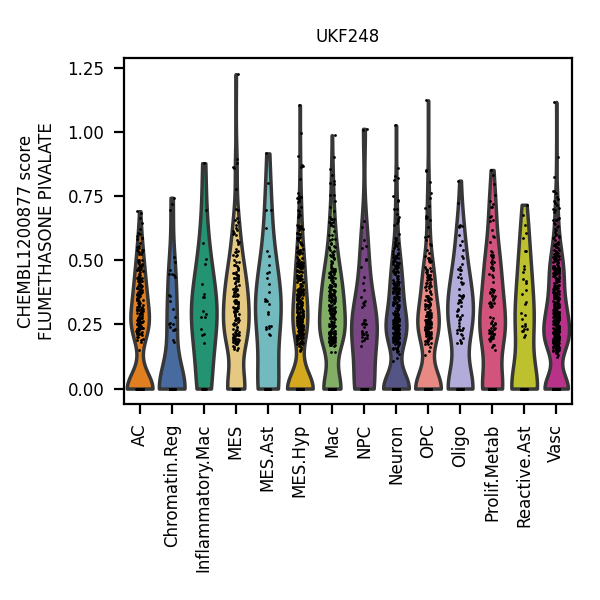 UKF248
CHEMBL1200877 score
FLUMETHASONE PIVALATE
1.25
1.00
0.75
0.50
0.25
0.00
AC
Chromatin.Reg
Inflammatory.Mac
MES
MES.Ast
MES.Hyp
Mac
NPC
Neuron
OPC
Oligo
Prolif.Metab
Reactive.Ast
Vasc